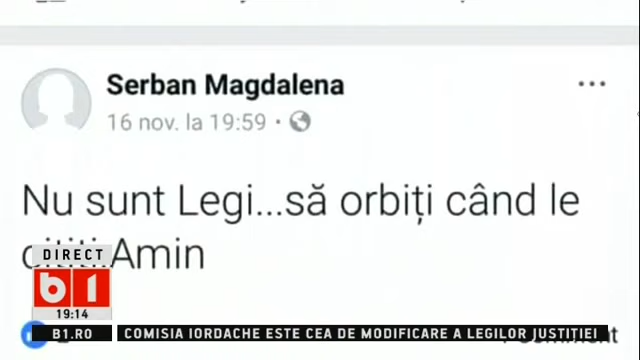 Serban Magdalena
16 nov. la 19:59 ·
Nu sunt Legi...să orbiți când le
citiți.Amin
DIRECT
b1
19:14
B1.RO
COMISIA IORDACHE ESTE CEA DE MODIFICARE A LEGILOR JUSTIȚIEI